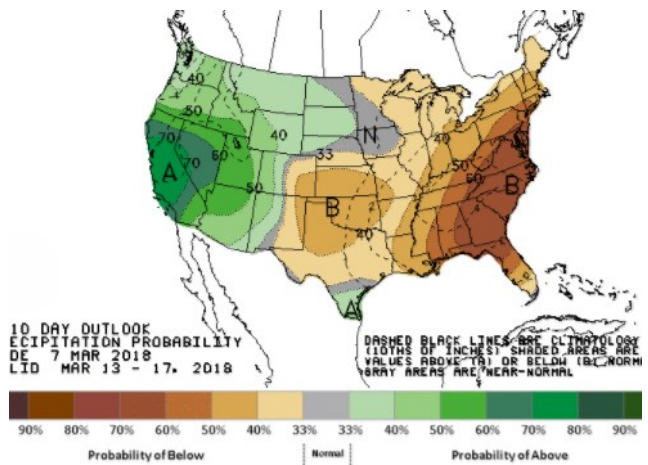 40
50
70
70
60
A
50
40
33
N
B
40
50
60
B
A
10 DAY OUTLOOK
ECIPITATION PROBABILITY
DE 7 MAR 2018
LID MAR 13 - 17, 2018
DASHED BLACK LINES ARE CLIMATOLOGY
(10THS OF INCHES) SHADED AREAS ARE
VALUES ABOVE (A) OR BELOW (B) NORM
GRAY AREAS ARE NEAR-NORMAL
90% 80% 70% 60% 50% 40% 33% 33% 40% 50% 60% 70% 80% 90%
Probability of Below Normal Probability of Above